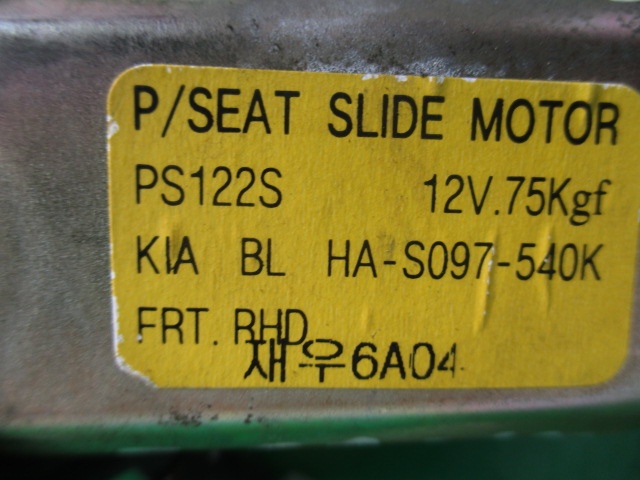 P/SEAT SLIDE MOTOR
PS122S 12V.75Kgf
KIA BL HA-S097-540K
FRT. RHD
재우6A04